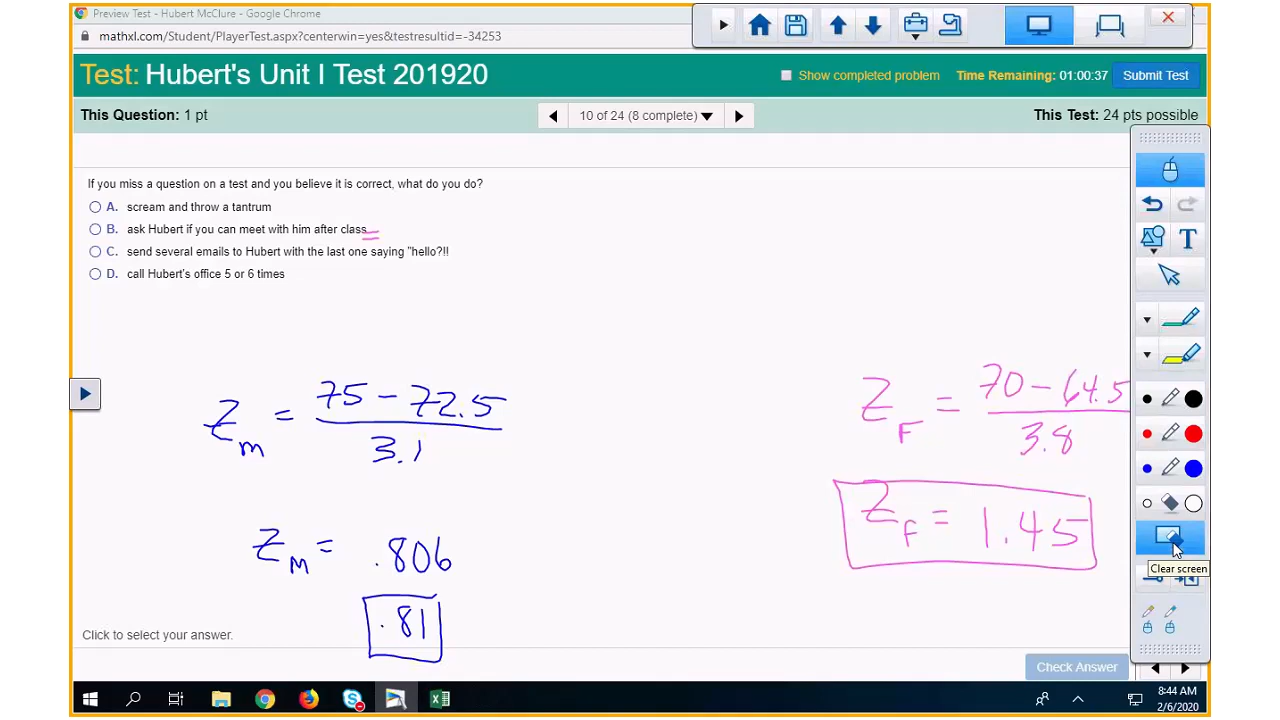 Preview Test - Hubert McClure - Google Chrome
mathxl.com/Student/PlayerTest.aspx?centerwin=yes&testresultid=-34253
Test: Hubert's Unit I Test 201920
Show completed problem
Time Remaining: 01:00:37
Submit Test
This Question: 1 pt
10 of 24 (8 complete)
This Test: 24 pts possible
If you miss a question on a test and you believe it is correct, what do you do?
A. scream and throw a tantrum
B. ask Hubert if you can meet with him after class
C. send several emails to Hubert with the last one saying "hello?!!
D. call Hubert's office 5 or 6 times
T
Z_m = (75 - 72.5) / 3.1
Z_F = (70 - 64.5) / 3.8
Z_m = .806
Z_F = 1.45
.81
Clear screen
Click to select your answer.
Check Answer
8:44 AM
2/6/2020